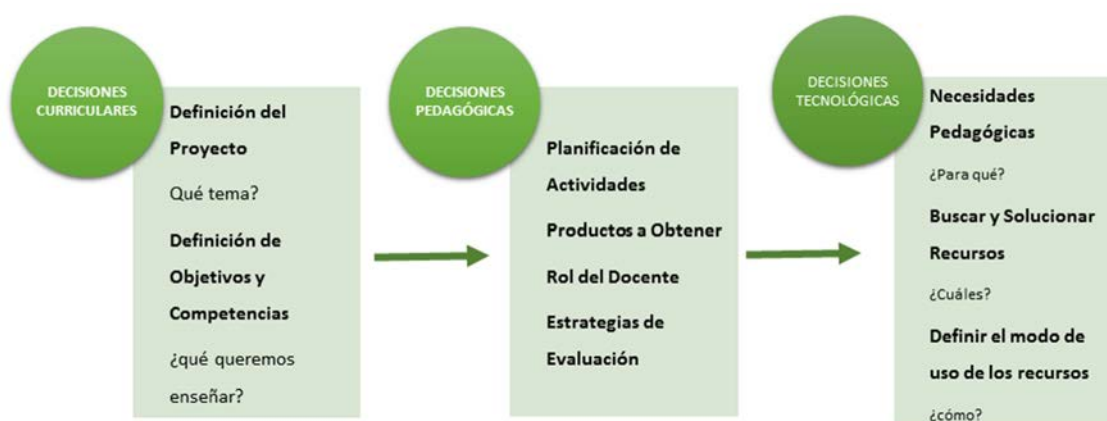 DECISIONES
CURRICULARES
Definición del
Proyecto
Qué tema?
Definición de
Objetivos y
Competencias
¿qué queremos
enseñar?
DECISIONES
PEDAGÓGICAS
Planificación de
Actividades
Productos a Obtener
Rol del Docente
Estrategias de
Evaluación
DECISIONES
TECNOLÓGICAS
Necesidades
Pedagógicas
¿Para qué?
Buscar y Solucionar
Recursos
¿Cuáles?
Definir el modo de
uso de los recursos
¿cómo?